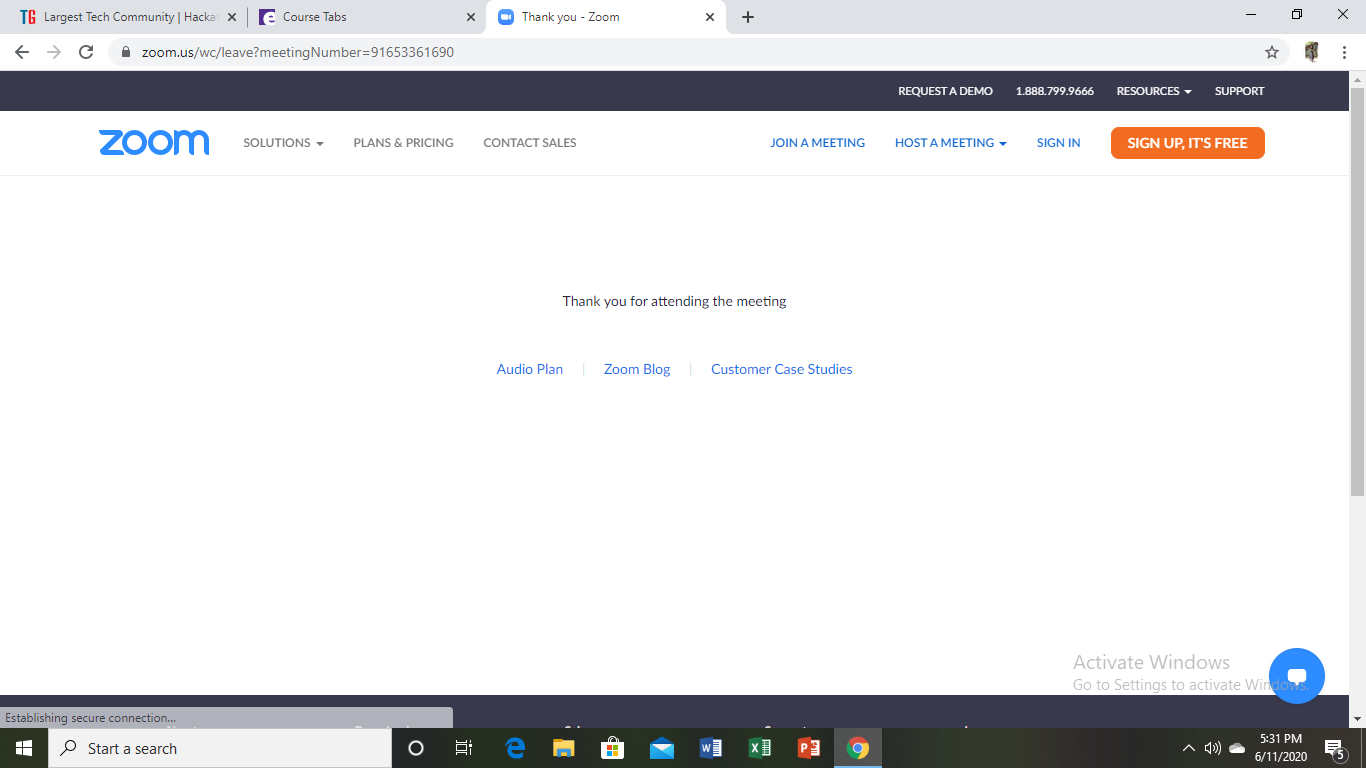 TG Largest Tech Community | Hacka
e Course Tabs
Thank you - Zoom
zoom.us/wc/leave?meetingNumber=91653361690
REQUEST A DEMO 1.888.799.9666 RESOURCES SUPPORT
zoom SOLUTIONS PLANS & PRICING CONTACT SALES JOIN A MEETING HOST A MEETING SIGN IN SIGN UP, IT'S FREE
Thank you for attending the meeting
Audio Plan | Zoom Blog | Customer Case Studies
Activate Windows
Go to Settings to activate Windows.
Establishing secure connection...
Start a search
5:31 PM
6/11/2020
5